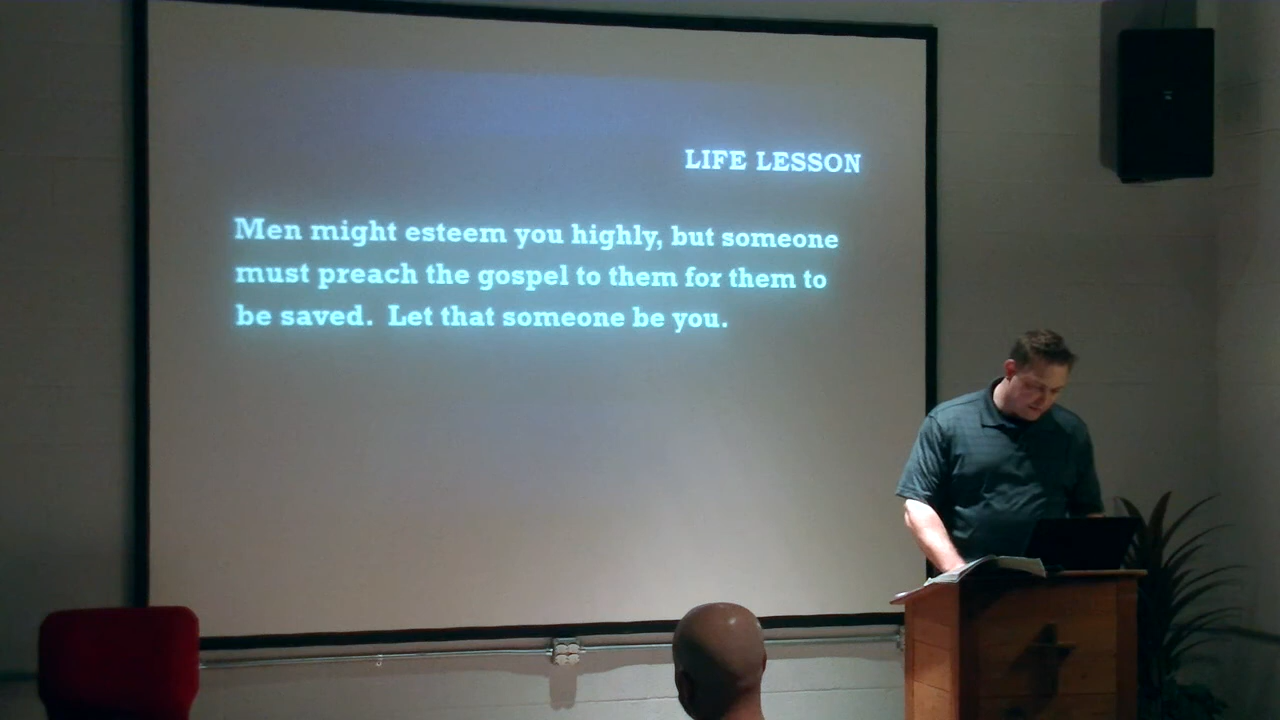 LIFE LESSON
Men might esteem you highly, but someone
must preach the gospel to them for them to
be saved.  Let that someone be you.